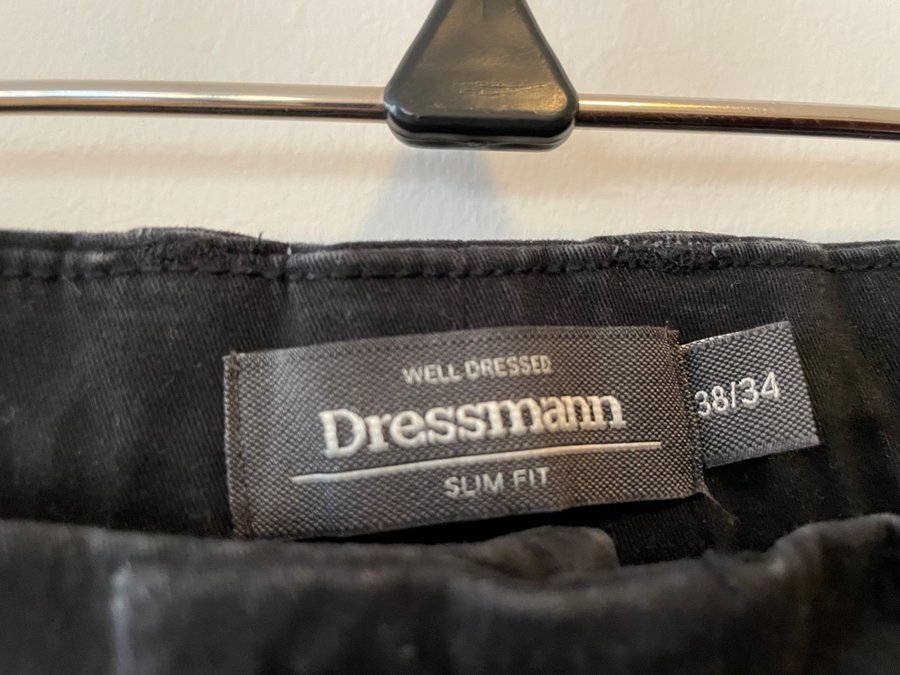 WELL DRESSED
Dressmann
SLIM FIT
38/34